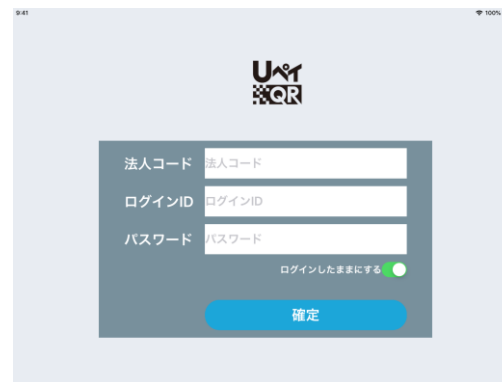 9:41 100%
Uペイ
QR
法人コード 法人コード
ログインID ログインID
パスワード パスワード
ログインしたままにする
確定